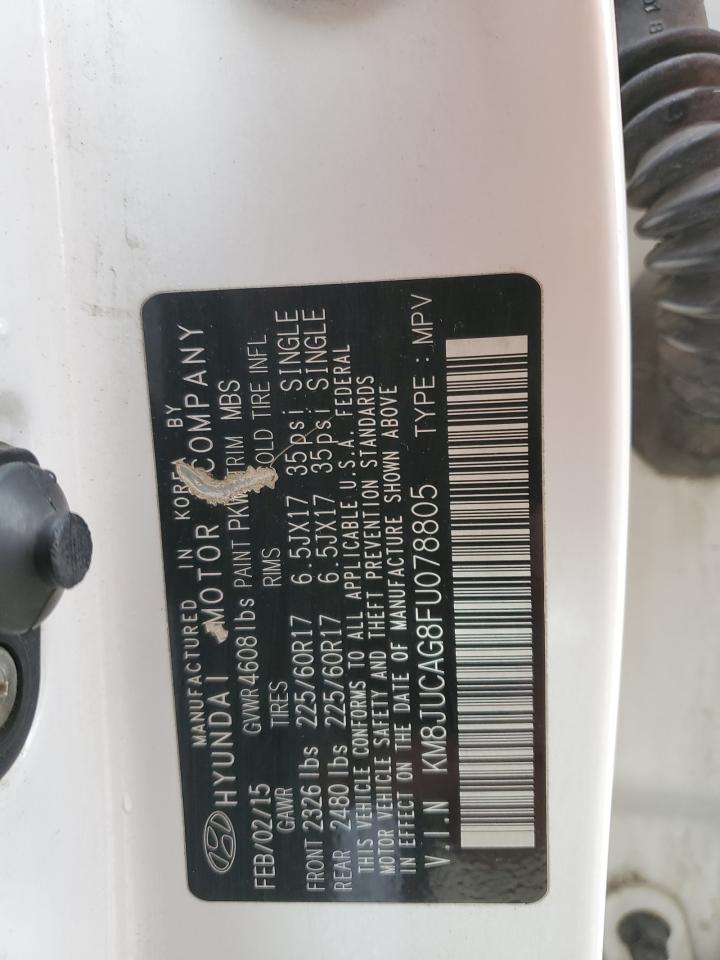 MANUFACTURED IN KOREA BY
HYUNDAI MOTOR COMPANY
FEB/02/15 GVWR 4608 lbs PAINT PKW TRIM MBS
GAWR TIRES RIMS COLD TIRE INFL
FRONT 2326 lbs 225/60R17 6.5JX17 35psi SINGLE
REAR 2480 lbs 225/60R17 6.5JX17 35psi SINGLE
THIS VEHICLE CONFORMS TO ALL APPLICABLE U.S.A. FEDERAL
MOTOR VEHICLE SAFETY AND THEFT PREVENTION STANDARDS
IN EFFECT ON THE DATE OF MANUFACTURE SHOWN ABOVE
V.I.N KM8JUCAG8FU078805 TYPE : MPV